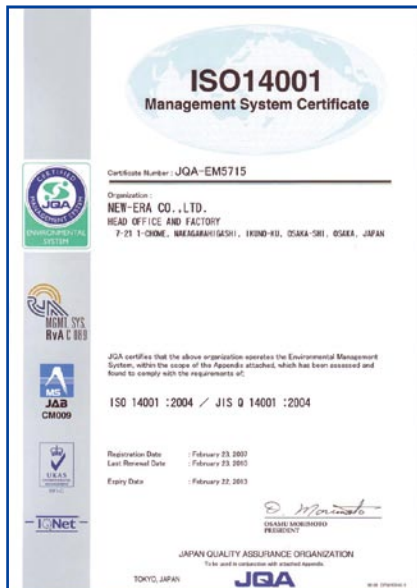 ISO14001
Management System Certificate
Certificate Number : JQA-EM5715
Organization :
NEW-ERA CO.,LTD.
HEAD OFFICE AND FACTORY
7-21 1-CHOME, NAKAGAWAHIGASHI, IKUNO-KU, OSAKA-SHI, OSAKA, JAPAN
CERTIFIED
MANAGEMENT SYSTEM
JQA
ENVIRONMENTAL
SYSTEM
MGMT. SYS.
RvA C 089
MS
JAB
CM009
UKAS
IQNet
JQA certifies that the above organization operates the Environmental Management
System, within the scope of the Appendix attached, which has been assessed and
found to comply with the requirements of:
ISO 14001 :2004 / JIS Q 14001 :2004
Registration Date : February 23, 2007
Last Renewal Date : February 23, 2010
Expiry Date : February 22, 2013
O. Morimoto
OSAMU MORIMOTO
PRESIDENT
JAPAN QUALITY ASSURANCE ORGANIZATION
To be used in conjunction with attached Appendix
TOKYO, JAPAN
JQA